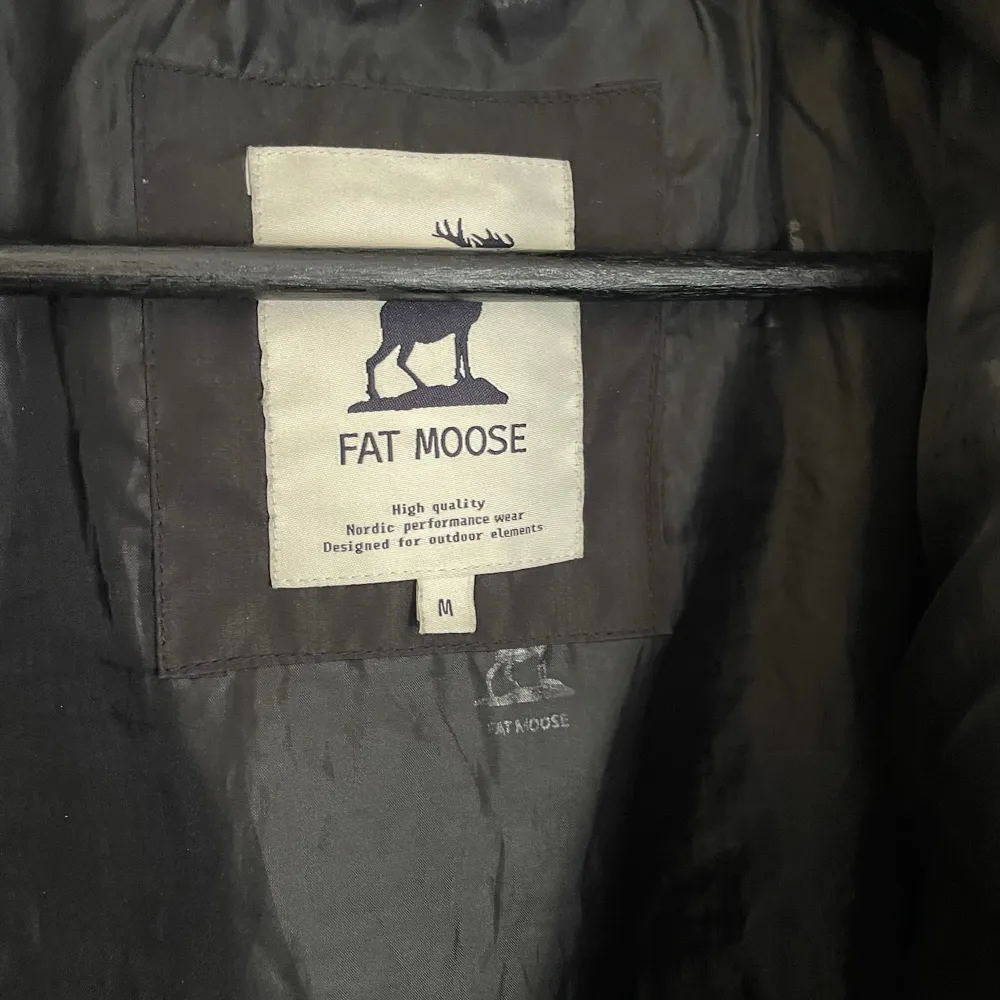 FAT MOOSE
High quality
Nordic performance wear
Designed for outdoor elements
M
FAT MOOSE